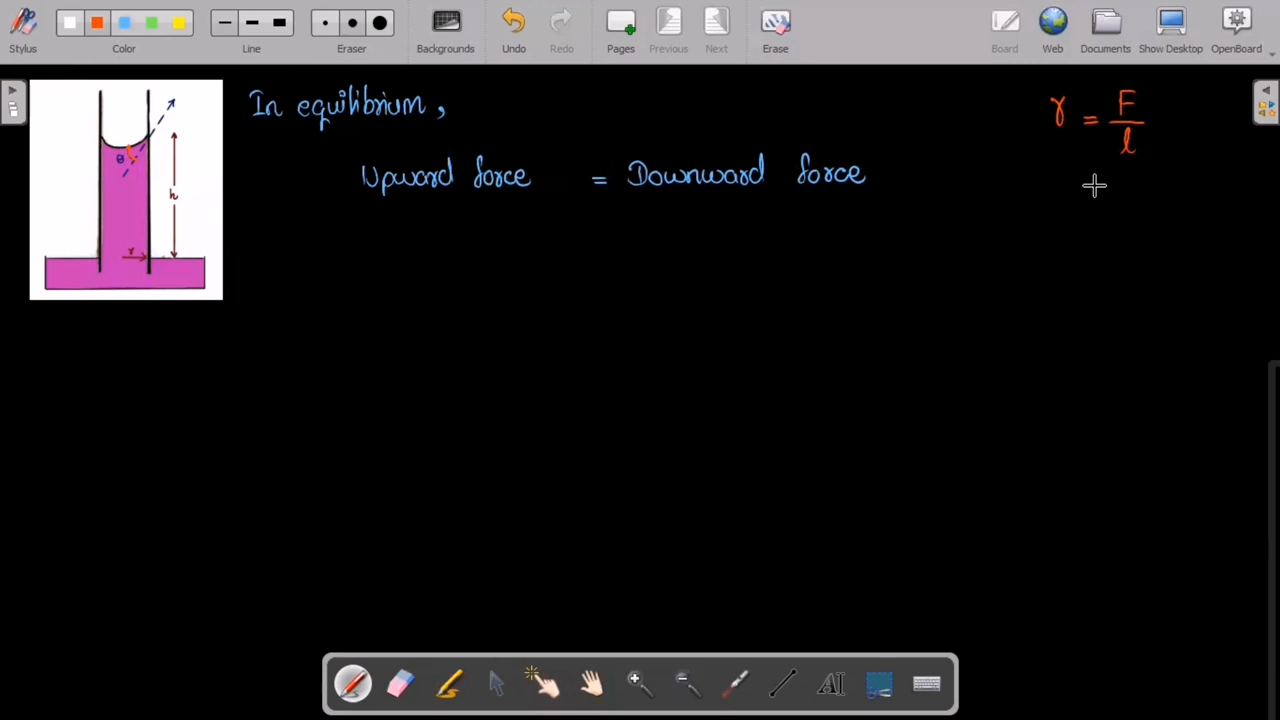 Stylus
Color
Line
Eraser
Backgrounds
Undo
Redo
Pages
Previous
Next
Erase
Board
Web
Documents
Show Desktop
OpenBoard
In equilibrium,
γ = F/l
Upward force = Downward force
θ
h
r
AI